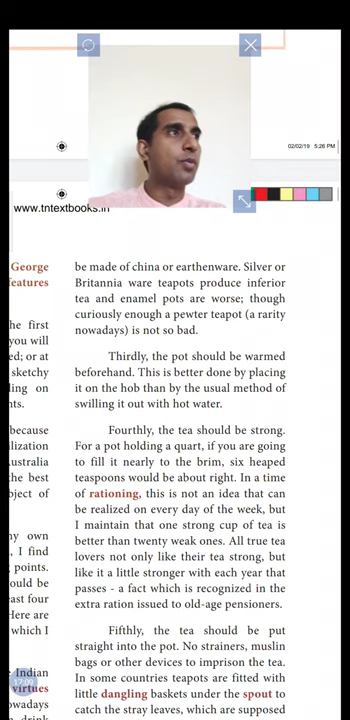 02/02/19 5:26 PM
www.tntextbooks.in
George
features
he first
you will
ed; or at
sketchy
ling on
nts.
because
ilization
ustralia
the best
bject of
ny own
, I find
points.
ould be
east four
Here are
which I
Indian
virtues
owadays
drink
17:09
be made of china or earthenware. Silver or
Britannia ware teapots produce inferior
tea and enamel pots are worse; though
curiously enough a pewter teapot (a rarity
nowadays) is not so bad.
Thirdly, the pot should be warmed
beforehand. This is better done by placing
it on the hob than by the usual method of
swilling it out with hot water.
Fourthly, the tea should be strong.
For a pot holding a quart, if you are going
to fill it nearly to the brim, six heaped
teaspoons would be about right. In a time
of rationing, this is not an idea that can
be realized on every day of the week, but
I maintain that one strong cup of tea is
better than twenty weak ones. All true tea
lovers not only like their tea strong, but
like it a little stronger with each year that
passes - a fact which is recognized in the
extra ration issued to old-age pensioners.
Fifthly, the tea should be put
straight into the pot. No strainers, muslin
bags or other devices to imprison the tea.
In some countries teapots are fitted with
little dangling baskets under the spout to
catch the stray leaves, which are supposed